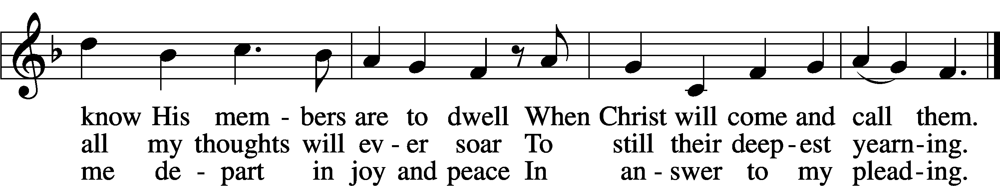 know His mem - bers are to dwell When Christ will come and call them.
all my thoughts will ev - er soar To still their deep - est yearn - ing.
me de - part in joy and peace In an - swer to my plead - ing.